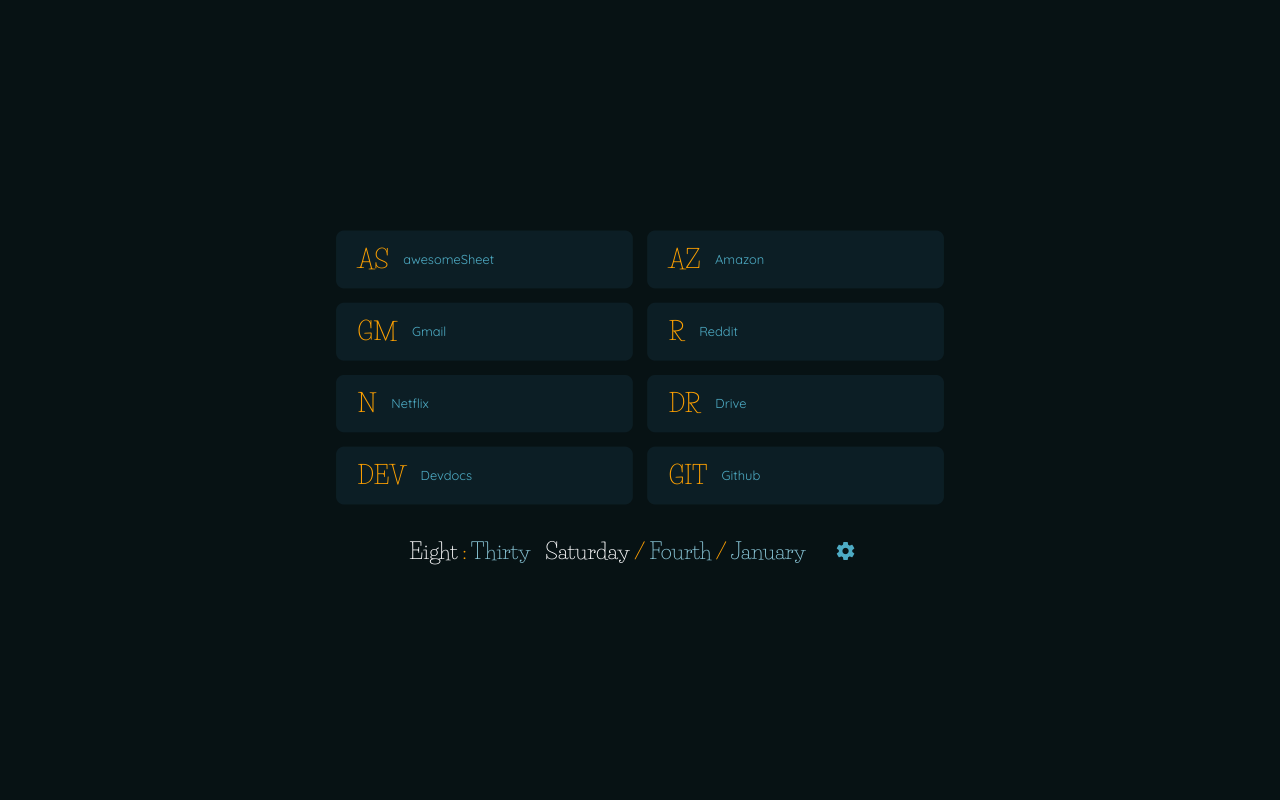 AS awesomeSheet
AZ Amazon
GM Gmail
R Reddit
N Netflix
DR Drive
DEV Devdocs
GIT Github
Eight : Thirty Saturday / Fourth / January